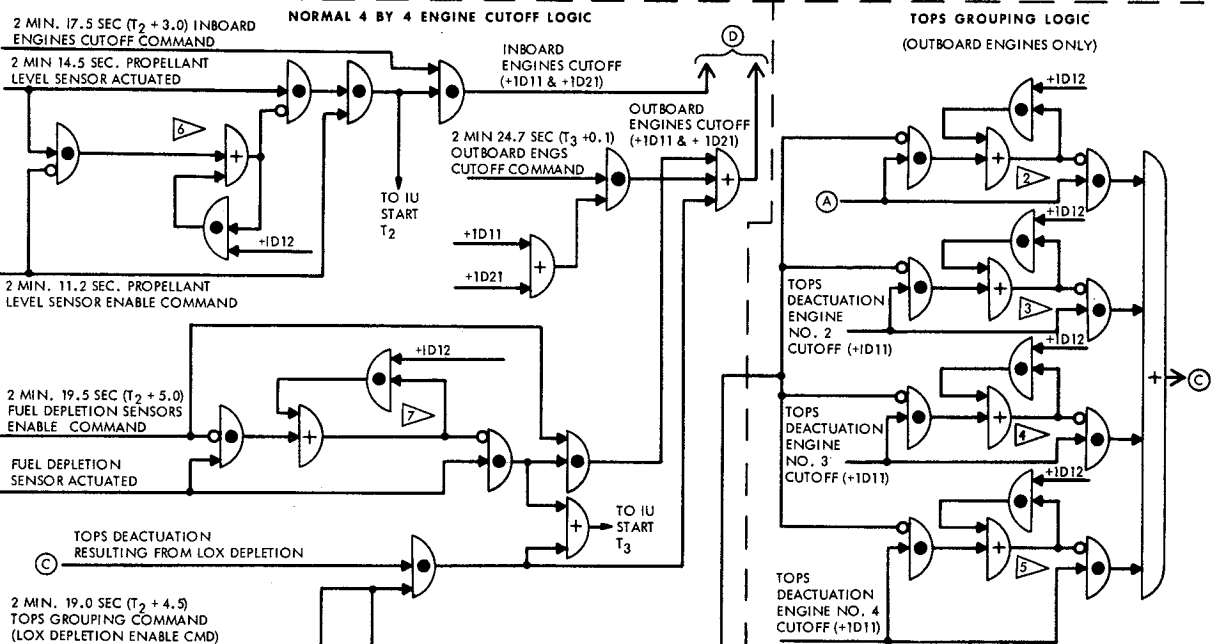 NORMAL 4 BY 4 ENGINE CUTOFF LOGIC
2 MIN. 17.5 SEC (T2 + 3.0) INBOARD
ENGINES CUTOFF COMMAND
2 MIN 14.5 SEC. PROPELLANT
LEVEL SENSOR ACTUATED
6
+1D12
2 MIN. 11.2 SEC. PROPELLANT
LEVEL SENSOR ENABLE COMMAND
TO IU
START
T2
INBOARD
ENGINES CUTOFF
(+1D11 & +1D21)
D
OUTBOARD
ENGINES CUTOFF
(+1D11 & + 1D21)
2 MIN 24.7 SEC (T3 +0.1)
OUTBOARD ENGS
CUTOFF COMMAND
+
+1D11
+1D21
+
+
2 MIN. 19.5 SEC (T2 + 5.0)
FUEL DEPLETION SENSORS
ENABLE COMMAND
+1D12
7
+
FUEL DEPLETION
SENSOR ACTUATED
+
TO IU
START
T3
TOPS DEACTUATION
RESULTING FROM LOX DEPLETION
C
2 MIN. 19.0 SEC (T2 + 4.5)
TOPS GROUPING COMMAND
(LOX DEPLETION ENABLE CMD)
TOPS GROUPING LOGIC
(OUTBOARD ENGINES ONLY)
+1D12
+
2
A
+1D12
+
3
TOPS
DEACTUATION
ENGINE
NO. 2
CUTOFF (+1D11)
+1D12
+
4
TOPS
DEACTUATION
ENGINE
NO. 3
CUTOFF (+1D11)
+1D12
+
5
TOPS
DEACTUATION
ENGINE NO. 4
CUTOFF (+1D11)
+
C